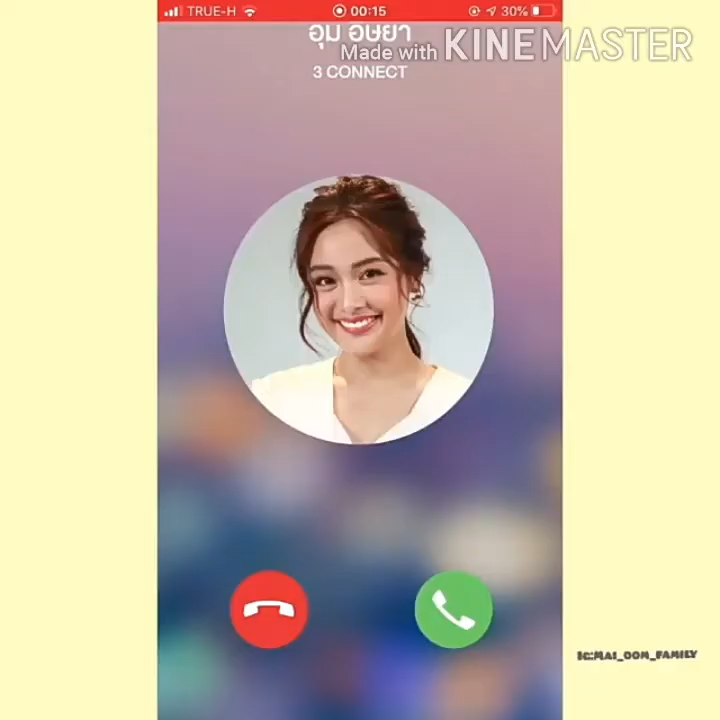 TRUE-H 00:15 30%
อุม อษยา
Made with KINEMASTER
3 CONNECT
IG:MAI_OOM_FAMILY